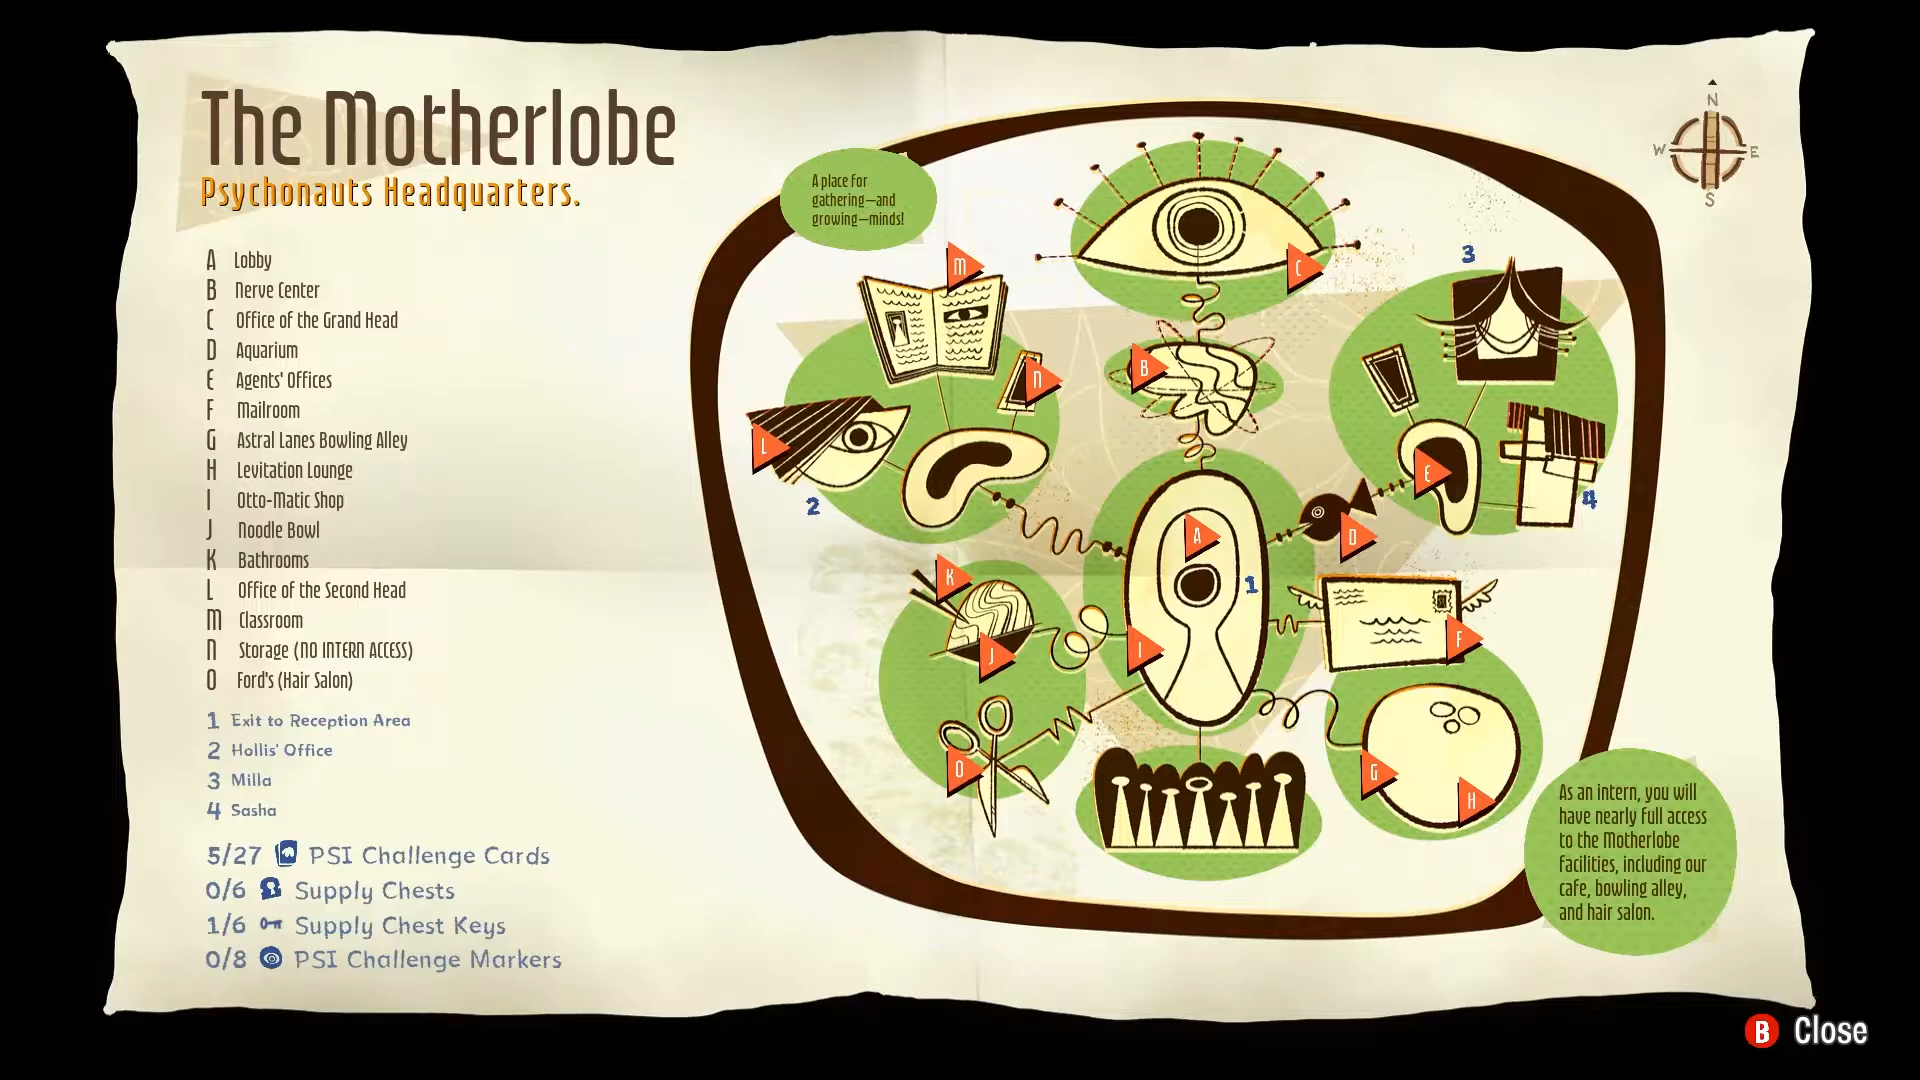 The Motherlobe
Psychonauts Headquarters.
A Lobby
B Nerve Center
C Office of the Grand Head
D Aquarium
E Agents' Offices
F Mailroom
G Astral Lanes Bowling Alley
H Levitation Lounge
I Otto-Matic Shop
J Noodle Bowl
K Bathrooms
L Office of the Second Head
M Classroom
N Storage (NO INTERN ACCESS)
O Ford's (Hair Salon)
1 Exit to Reception Area
2 Hollis' Office
3 Milla
4 Sasha
5/27 PSI Challenge Cards
0/6 Supply Chests
1/6 Supply Chest Keys
0/8 PSI Challenge Markers
A place for
gathering—and
growing—minds!
N
W E
S
M
C
3
N
B
L
E
2
4
A
D
K
1
I
J
F
O
G
H
As an intern, you will
have nearly full access
to the Motherlobe
facilities, including our
cafe, bowling alley,
and hair salon.
B Close